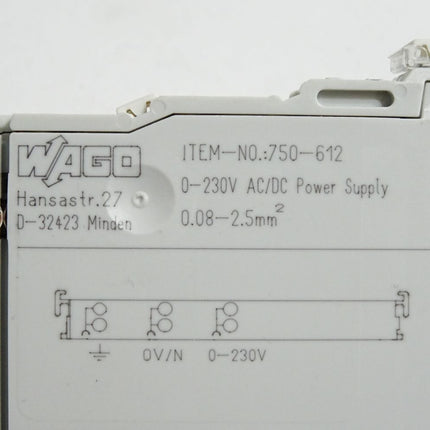 WAGO
ITEM-NO.:750-612
Hansastr.27
0-230V AC/DC Power Supply
D-32423 Minden
0.08-2.5mm²
0V/N 0-230V